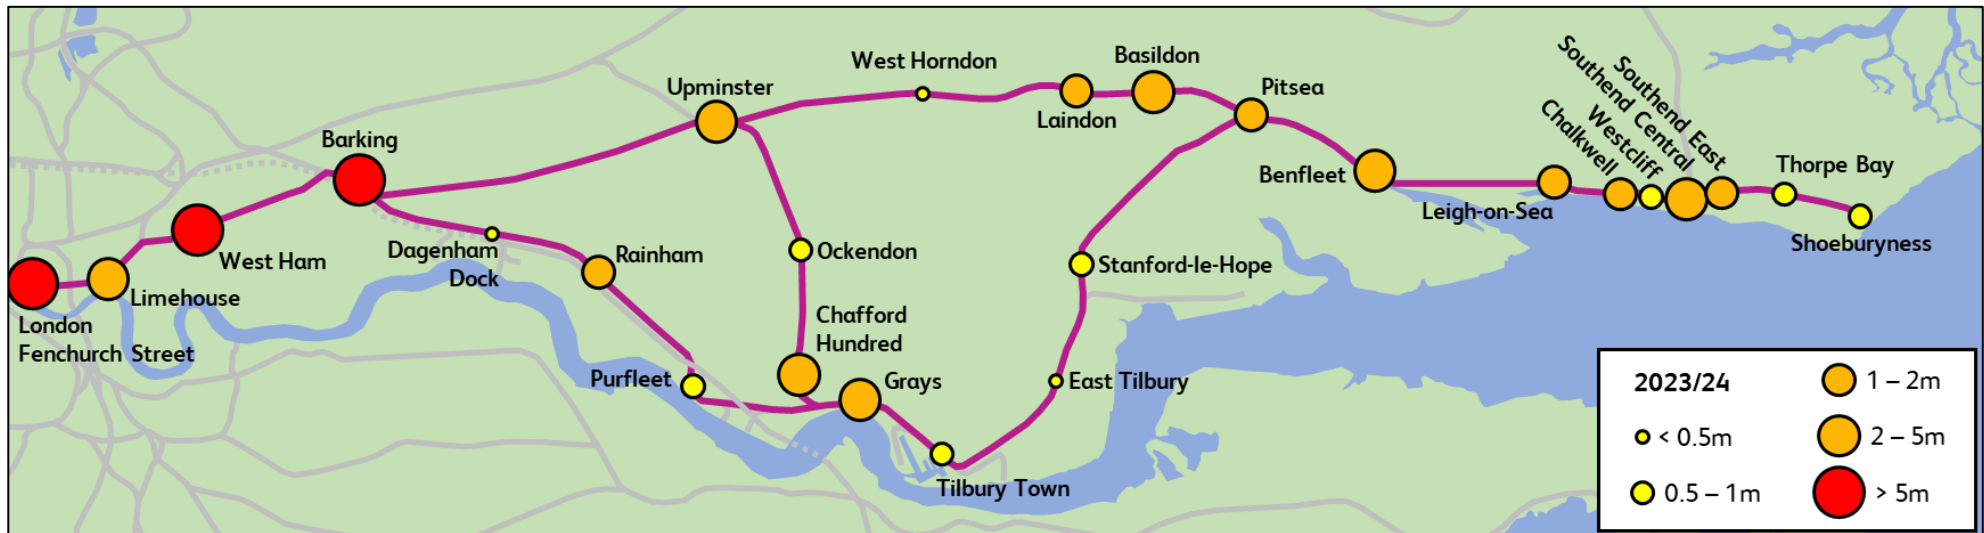 West Horndon
Basildon
Upminster
Pitsea
Laindon
Barking
Southend East
Southend Central
Westcliff
Chalkwell
Thorpe Bay
Benfleet
Leigh-on-Sea
Shoeburyness
West Ham
Dagenham
Dock
Rainham
Ockendon
Stanford-le-Hope
Limehouse
London
Fenchurch Street
Chafford
Hundred
Purfleet
Grays
East Tilbury
Tilbury Town
2023/24
< 0.5m
0.5 – 1m
1 – 2m
2 – 5m
> 5m